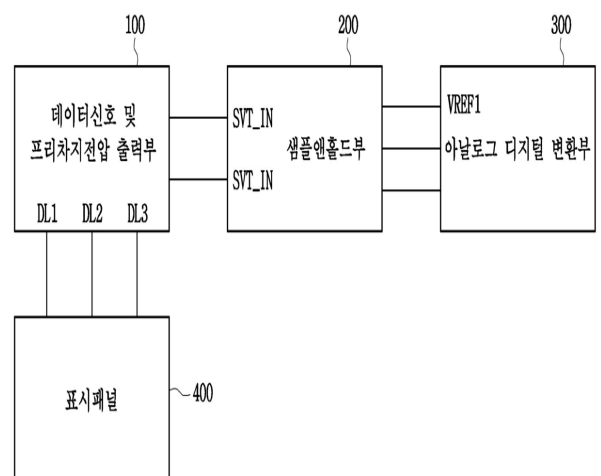 100
200
300
데이터신호 및
프리차지전압 출력부
DL1 DL2 DL3
SVT_IN
SVT_IN
샘플앤홀드부
VREF1
아날로그 디지털 변환부
표시패널
400